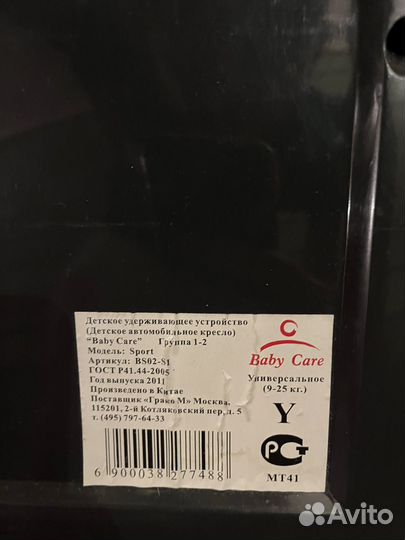 Детское удерживающее устройство
(Детское автомобильное кресло)
"Baby Care" Группа 1-2
Модель: Sport
Артикул: BS02-S1
ГОСТ Р41.44-2005
Год выпуска 2011
Произведено в Китае
Поставщик «Грако М» Москва.
115201, 2-й Котляковский пер, д. 5
т. (495) 797-64-33
6 900038 277488
Baby Care
Универсальное
(9-25 кг.)
Y
РСТ
МТ41
Avito